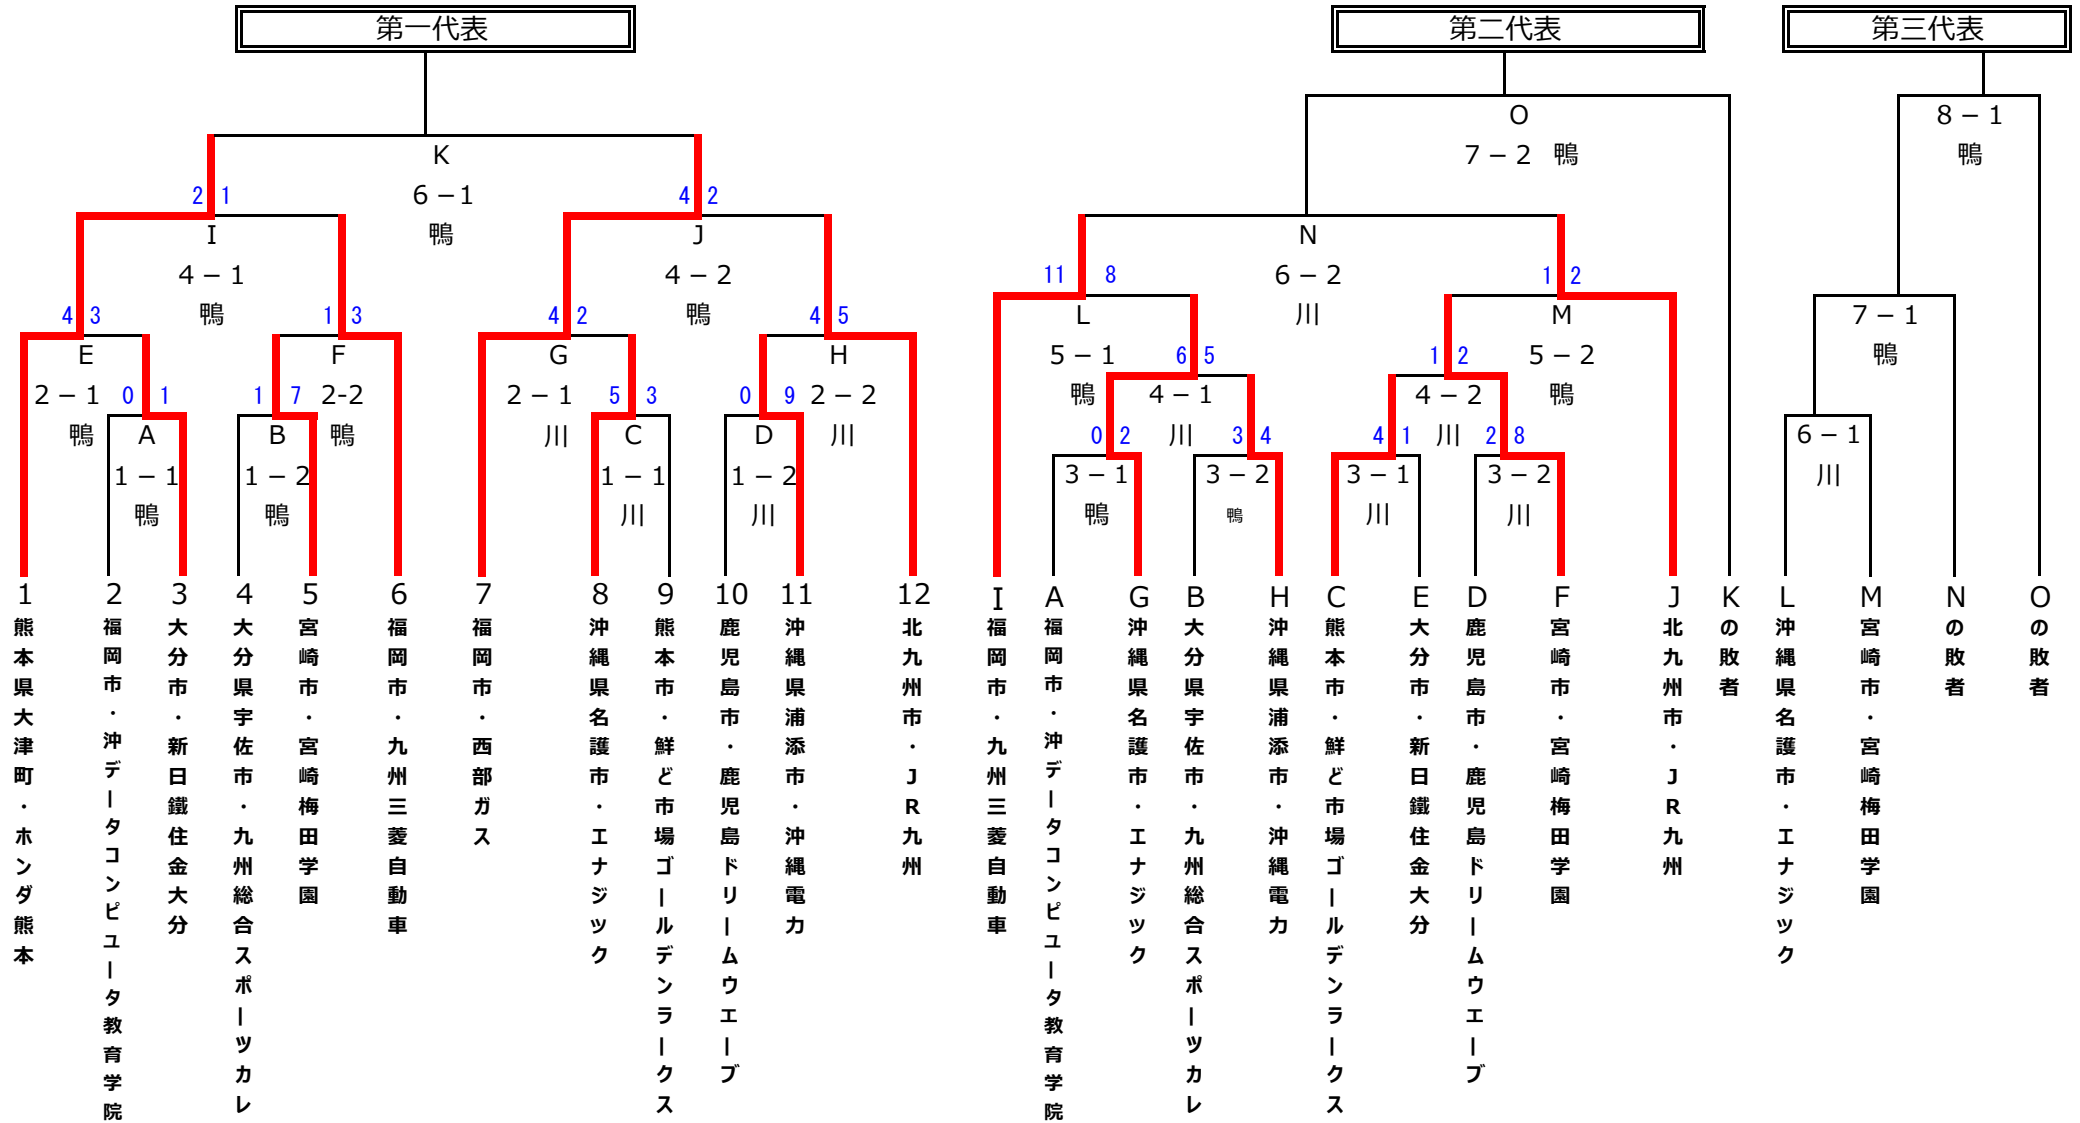 第一代表
第二代表
第三代表
O
7－2 鴨
8－1
鴨
K
6－1
鴨
2 1
4 2
I
4－1
鴨
J
4－2
鴨
N
6－2
川
11 8
1 2
4 3
1 3
4 2
4 5
L
5－1
鴨
M
5－2
鴨
7－1
鴨
E
2－1
鴨
F
2-2
鴨
G
2－1
川
H
2－2
川
6 5
4－1
川
1 2
4－2
川
0 1
1 7
5 3
0 9
A
1－1
鴨
B
1－2
鴨
C
1－1
川
D
1－2
川
0 2
3 4
4 1
2 8
3－1
鴨
3－2
鴨
3－1
川
3－2
川
6－1
川
1
熊本県大津町・ホンダ熊本
2
福岡市・沖データコンピュータ教育学院
3
大分市・新日鐵住金大分
4
大分県宇佐市・九州総合スポーツカレ
5
宮崎市・宮崎梅田学園
6
福岡市・九州三菱自動車
7
福岡市・西部ガス
8
沖縄県名護市・エナジック
9
熊本市・鮮ど市場ゴールデンラークス
10
鹿児島市・鹿児島ドリームウエーブ
11
沖縄県浦添市・沖縄電力
12
北九州市・JR九州
I
福岡市・九州三菱自動車
A
福岡市・沖データコンピュータ教育学院
G
沖縄県名護市・エナジック
B
大分県宇佐市・九州総合スポーツカレ
H
沖縄県浦添市・沖縄電力
C
熊本市・鮮ど市場ゴールデンラークス
E
大分市・新日鐵住金大分
D
鹿児島市・鹿児島ドリームウエーブ
F
宮崎市・宮崎梅田学園
J
北九州市・JR九州
Kの敗者
L
沖縄県名護市・エナジック
M
宮崎市・宮崎梅田学園
Nの敗者
Oの敗者